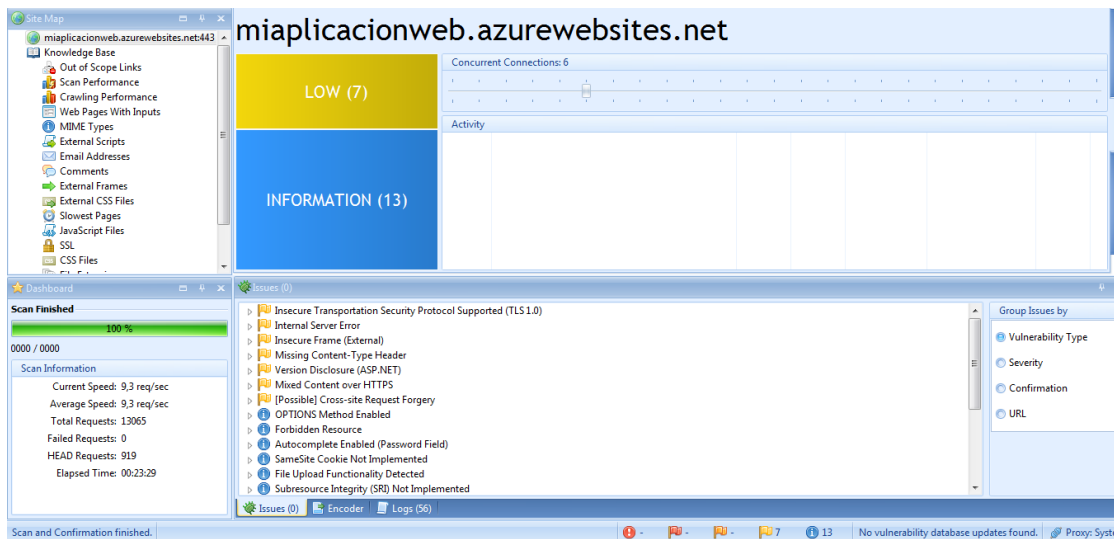 Site Map
miaplicacionweb.azurewebsites.net:443
Knowledge Base
Out of Scope Links
Scan Performance
Crawling Performance
Web Pages With Inputs
MIME Types
External Scripts
Email Addresses
Comments
External Frames
External CSS Files
Slowest Pages
JavaScript Files
SSL
CSS Files
miaplicacionweb.azurewebsites.net
LOW (7)
INFORMATION (13)
Concurrent Connections: 6
Activity
Dashboard
Scan Finished
100 %
0000 / 0000
Scan Information
Current Speed: 9,3 req/sec
Average Speed: 9,3 req/sec
Total Requests: 13065
Failed Requests: 0
HEAD Requests: 919
Elapsed Time: 00:23:29
Issues (0)
Insecure Transportation Security Protocol Supported (TLS 1.0)
Internal Server Error
Insecure Frame (External)
Missing Content-Type Header
Version Disclosure (ASP.NET)
Mixed Content over HTTPS
[Possible] Cross-site Request Forgery
OPTIONS Method Enabled
Forbidden Resource
Autocomplete Enabled (Password Field)
SameSite Cookie Not Implemented
File Upload Functionality Detected
Subresource Integrity (SRI) Not Implemented
Group Issues by
Vulnerability Type
Severity
Confirmation
URL
Issues (0) Encoder Logs (56)
Scan and Confirmation finished. - - - 7 13 No vulnerability database updates found. Proxy: Syst